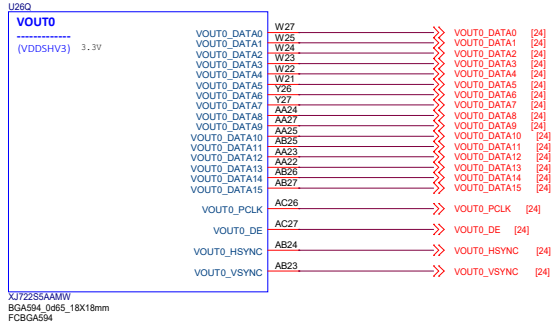 U26Q
VOUT0
-------------
(VDDSHV3) 3.3V
VOUT0_DATA0 W27 VOUT0_DATA0 [24]
VOUT0_DATA1 W25 VOUT0_DATA1 [24]
VOUT0_DATA2 W24 VOUT0_DATA2 [24]
VOUT0_DATA3 W23 VOUT0_DATA3 [24]
VOUT0_DATA4 W22 VOUT0_DATA4 [24]
VOUT0_DATA5 W21 VOUT0_DATA5 [24]
VOUT0_DATA6 Y26 VOUT0_DATA6 [24]
VOUT0_DATA7 Y27 VOUT0_DATA7 [24]
VOUT0_DATA8 AA24 VOUT0_DATA8 [24]
VOUT0_DATA9 AA27 VOUT0_DATA9 [24]
VOUT0_DATA10 AA25 VOUT0_DATA10 [24]
VOUT0_DATA11 AB25 VOUT0_DATA11 [24]
VOUT0_DATA12 AA23 VOUT0_DATA12 [24]
VOUT0_DATA13 AA22 VOUT0_DATA13 [24]
VOUT0_DATA14 AB26 VOUT0_DATA14 [24]
VOUT0_DATA15 AB27 VOUT0_DATA15 [24]
VOUT0_PCLK AC26 VOUT0_PCLK [24]
VOUT0_DE AC27 VOUT0_DE [24]
VOUT0_HSYNC AB24 VOUT0_HSYNC [24]
VOUT0_VSYNC AB23 VOUT0_VSYNC [24]
XJ722S5AAMW
BGA594_0d65_18X18mm
FCBGA594